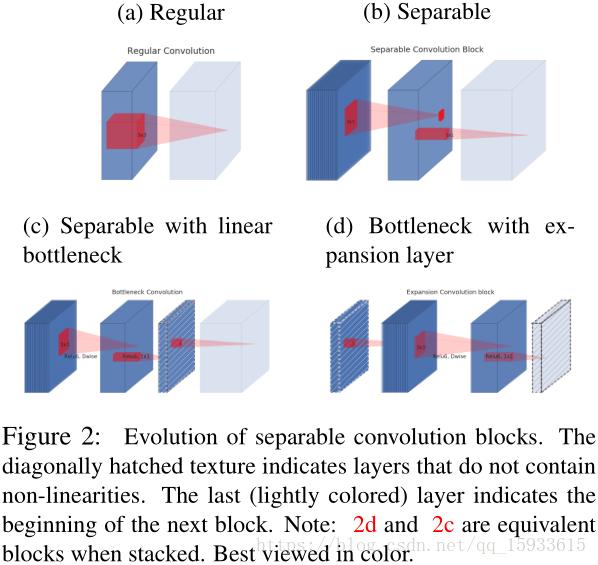 (a) Regular
(b) Separable
Regular Convolution
Separable Convolution Block
3x3
3x3
1x1
(c) Separable with linear
bottleneck
(d) Bottleneck with ex-
pansion layer
Bottleneck Convolution
Expansion Convolution block
3x3
Relu6, Dwise
Relu6, 1x1
3x3
Relu6, Dwise
Relu6, 1x1
Figure 2: Evolution of separable convolution blocks. The
diagonally hatched texture indicates layers that do not contain
non-linearities. The last (lightly colored) layer indicates the
beginning of the next block. Note: 2d and 2c are equivalent
blocks when stacked. Best viewed in color.
https://blog.csdn.net/qq_15933615